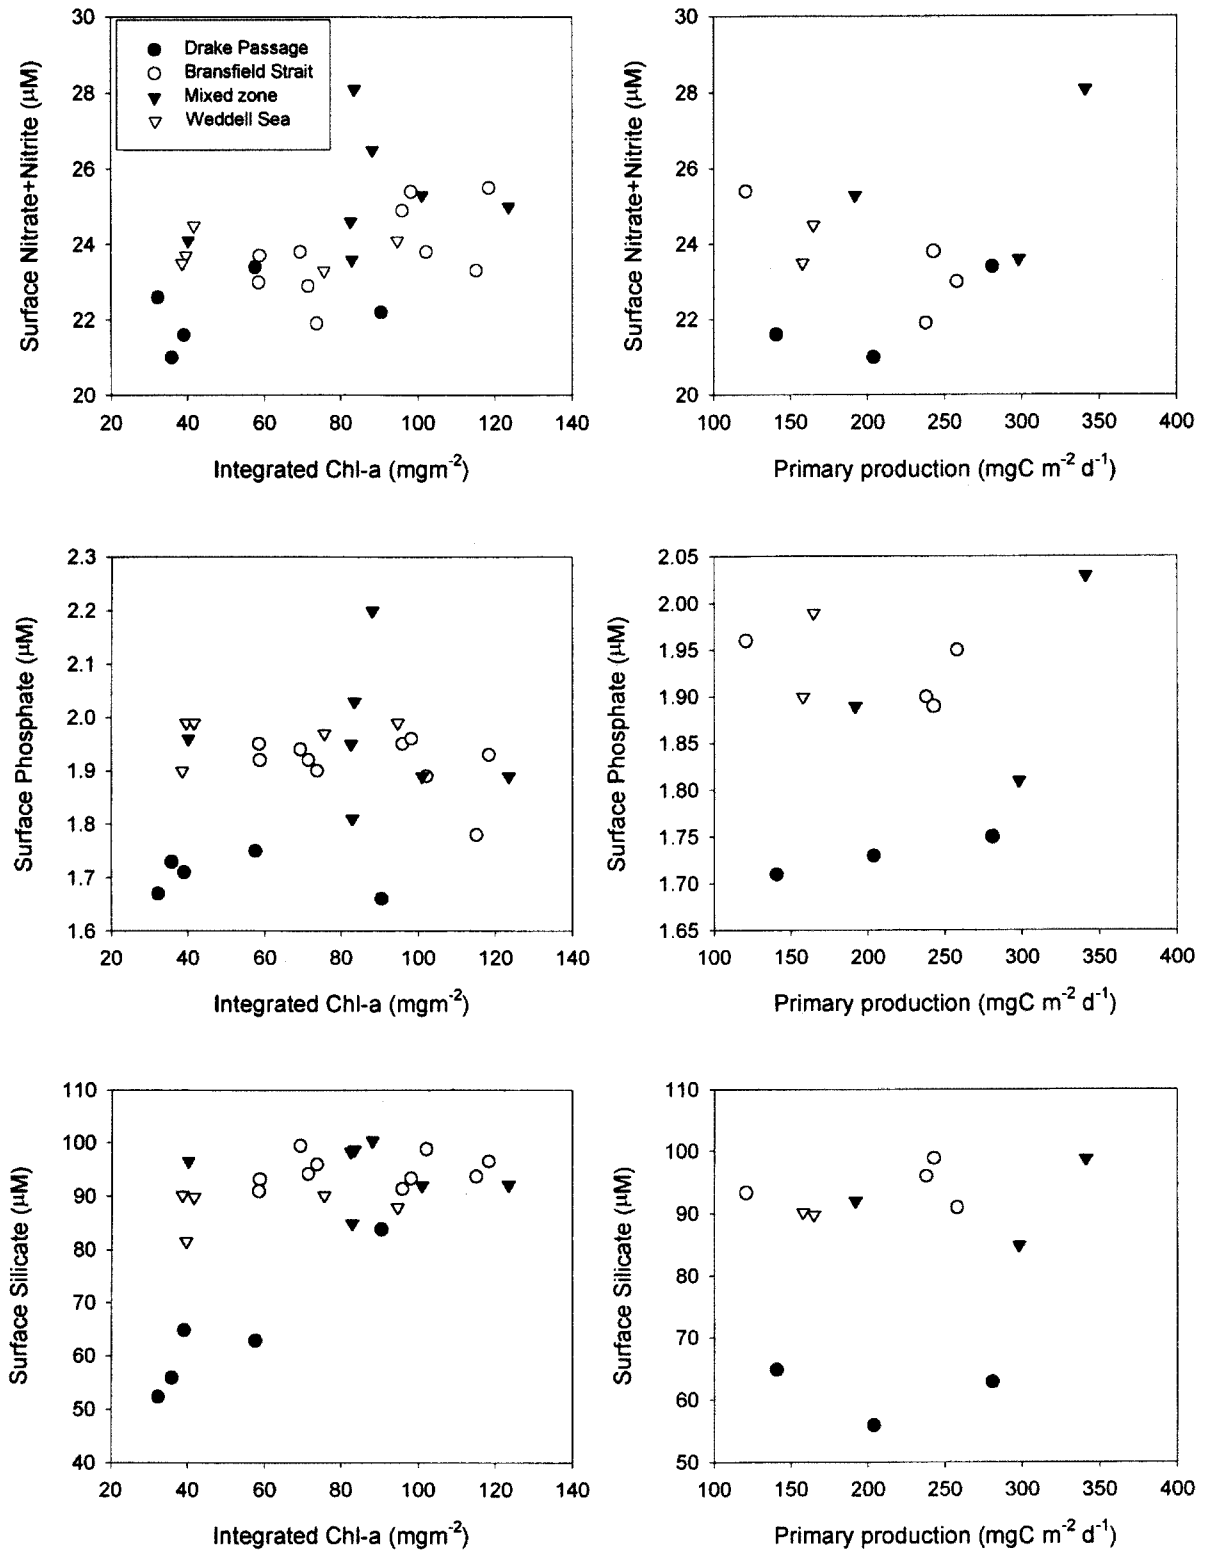 30
28
26
24
22
20
Surface Nitrate+Nitrite (μM)
Drake Passage
Bransfield Strait
Mixed zone
Weddell Sea
20 40 60 80 100 120 140
Integrated Chl-a (mgm-2)
30
28
26
24
22
20
Surface Nitrate+Nitrite (μM)
100 150 200 250 300 350 400
Primary production (mgC m-2 d-1)
2.3
2.2
2.1
2.0
1.9
1.8
1.7
1.6
Surface Phosphate (μM)
20 40 60 80 100 120 140
Integrated Chl-a (mgm-2)
2.05
2.00
1.95
1.90
1.85
1.80
1.75
1.70
1.65
Surface Phosphate (μM)
100 150 200 250 300 350 400
Primary production (mgC m-2 d-1)
110
100
90
80
70
60
50
40
Surface Silicate (μM)
20 40 60 80 100 120 140
Integrated Chl-a (mgm-2)
110
100
90
80
70
60
50
Surface Silicate (μM)
100 150 200 250 300 350 400
Primary production (mgC m-2 d-1)